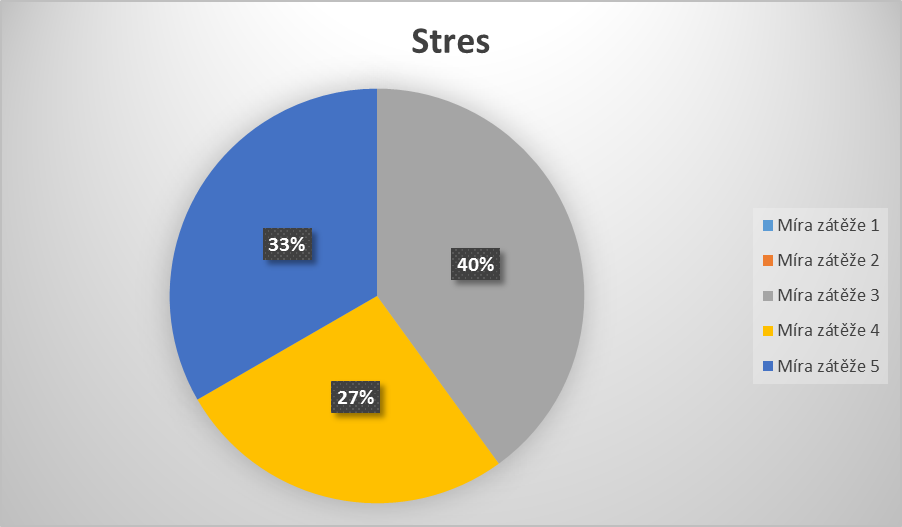 Stres
33%
40%
27%
Míra zátěže 1
Míra zátěže 2
Míra zátěže 3
Míra zátěže 4
Míra zátěže 5